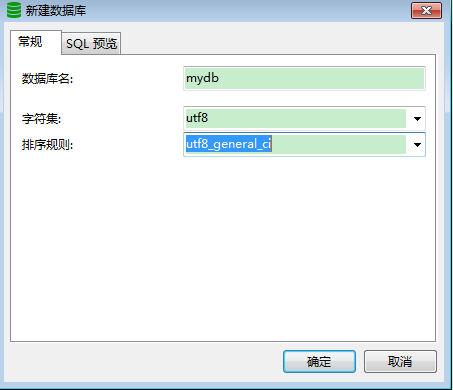 新建数据库
常规 SQL 预览
数据库名: mydb
字符集: utf8
排序规则: utf8_general_ci
确定 取消